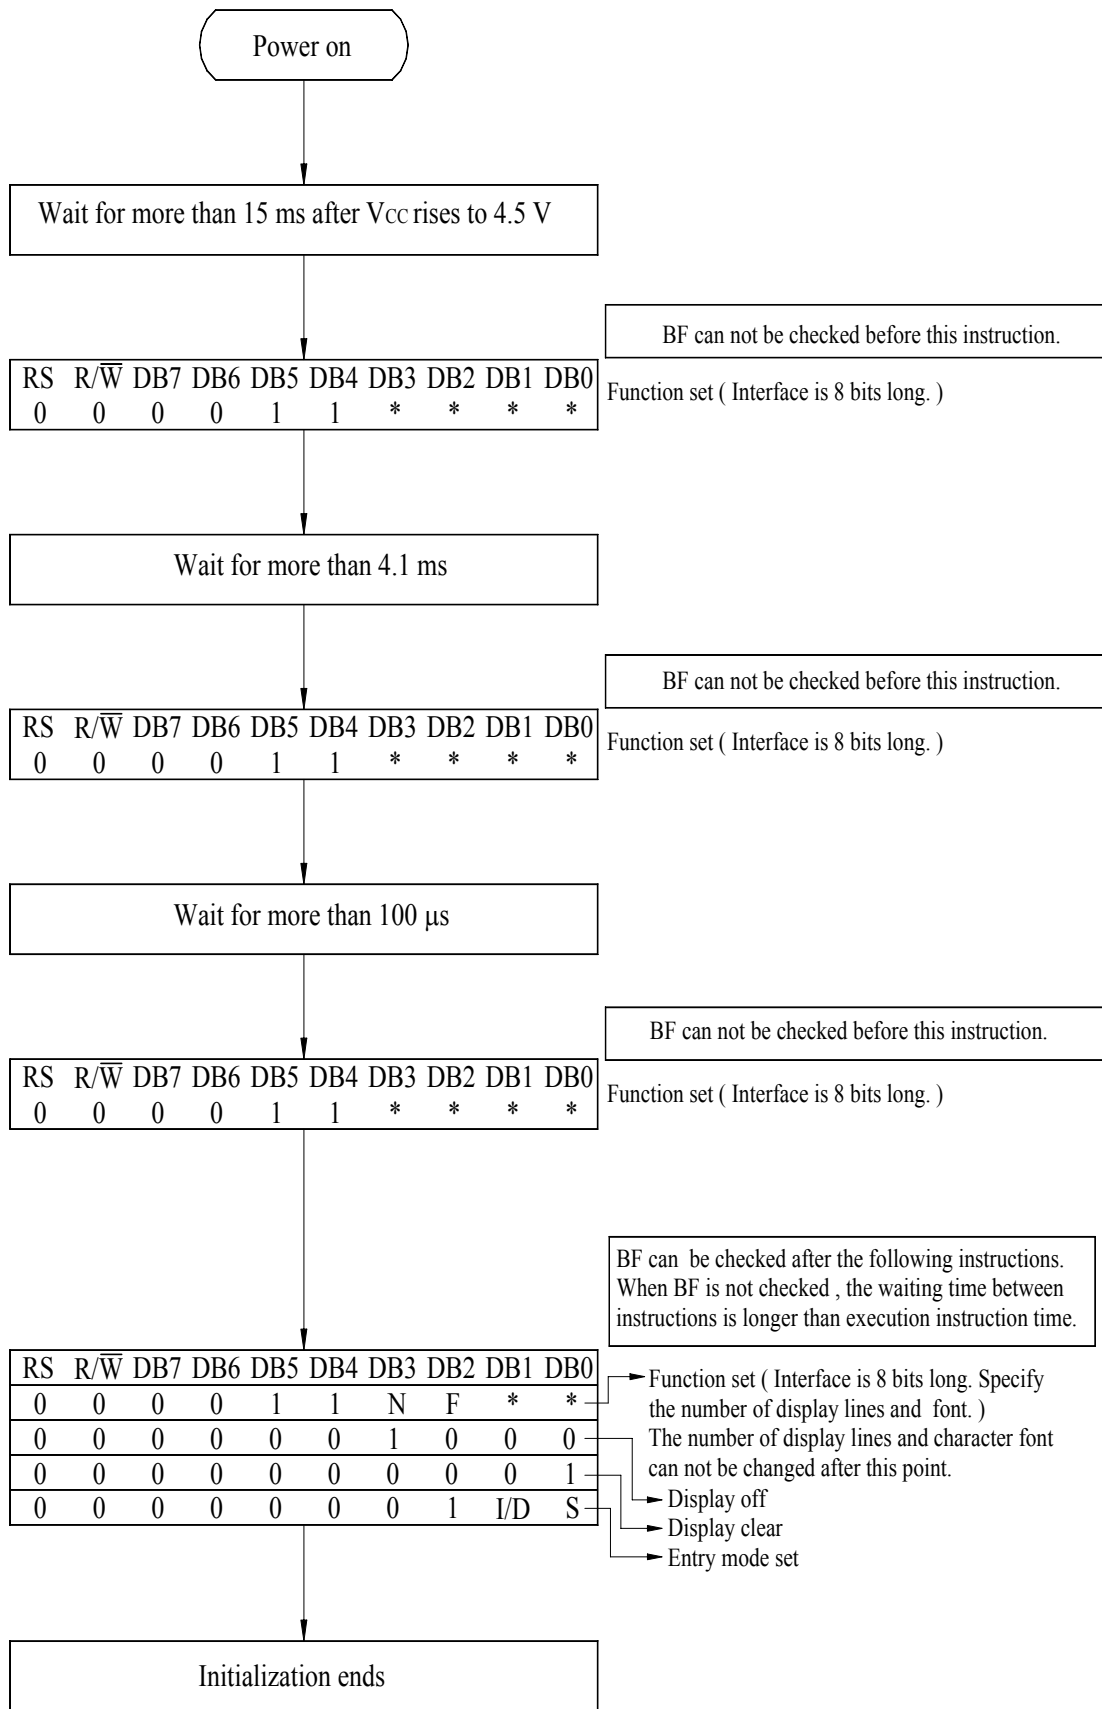 Power on
Wait for more than 15 ms after VCC rises to 4.5 V
BF can not be checked before this instruction.
RS R/W̅ DB7 DB6 DB5 DB4 DB3 DB2 DB1 DB0
0 0 0 0 1 1 * * * *
Function set ( Interface is 8 bits long. )
Wait for more than 4.1 ms
BF can not be checked before this instruction.
RS R/W̅ DB7 DB6 DB5 DB4 DB3 DB2 DB1 DB0
0 0 0 0 1 1 * * * *
Function set ( Interface is 8 bits long. )
Wait for more than 100 μs
BF can not be checked before this instruction.
RS R/W̅ DB7 DB6 DB5 DB4 DB3 DB2 DB1 DB0
0 0 0 0 1 1 * * * *
Function set ( Interface is 8 bits long. )
BF can be checked after the following instructions.
When BF is not checked , the waiting time between
instructions is longer than execution instruction time.
RS R/W̅ DB7 DB6 DB5 DB4 DB3 DB2 DB1 DB0
0 0 0 0 1 1 N F * *
0 0 0 0 0 0 1 0 0 0
0 0 0 0 0 0 0 0 0 1
0 0 0 0 0 0 0 1 I/D S
Function set ( Interface is 8 bits long. Specify
the number of display lines and font. )
The number of display lines and character font
can not be changed after this point.
Display off
Display clear
Entry mode set
Initialization ends